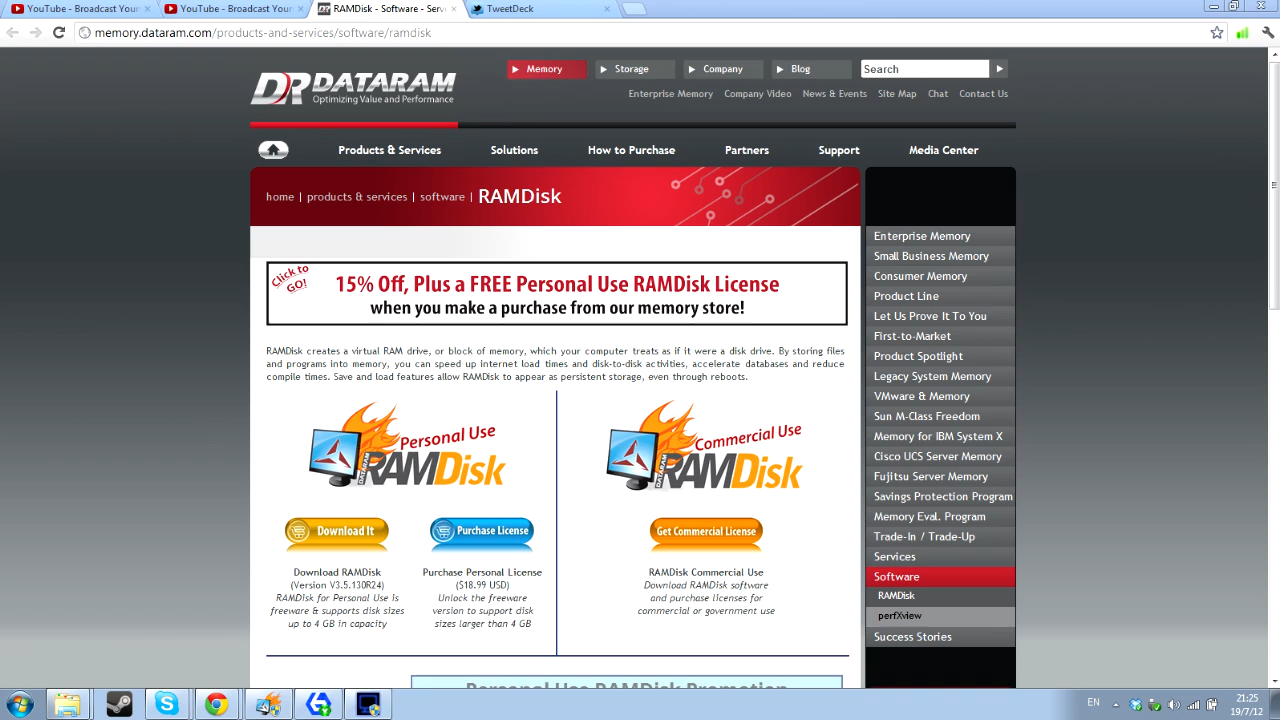 YouTube - Broadcast Your
YouTube - Broadcast Your
RAMDisk - Software - Serv
TweetDeck
memory.dataram.com/products-and-services/software/ramdisk
DATARAM
Optimizing Value and Performance
Memory
Storage
Company
Blog
Search
Enterprise Memory
Company Video
News & Events
Site Map
Chat
Contact Us
Products & Services
Solutions
How to Purchase
Partners
Support
Media Center
home | products & services | software | RAMDisk
Click to
GO!
15% Off, Plus a FREE Personal Use RAMDisk License
when you make a purchase from our memory store!
RAMDisk creates a virtual RAM drive, or block of memory, which your computer treats as if it were a disk drive. By storing files
and programs into memory, you can speed up internet load times and disk-to-disk activities, accelerate databases and reduce
compile times. Save and load features allow RAMDisk to appear as persistent storage, even through reboots.
Personal Use
DATARAM
RAMDisk
Commercial Use
DATARAM
RAMDisk
Download It
Purchase License
Get Commercial License
Download RAMDisk
(Version V3.5.130R24)
RAMDisk for Personal Use is
freeware & supports disk sizes
up to 4 GB in capacity
Purchase Personal License
($18.99 USD)
Unlock the freeware
version to support disk
sizes larger than 4 GB
RAMDisk Commercial Use
Download RAMDisk software
and purchase licenses for
commercial or government use
Personal Use RAMDisk Promotion
Enterprise Memory
Small Business Memory
Consumer Memory
Product Line
Let Us Prove It To You
First-to-Market
Product Spotlight
Legacy System Memory
VMware & Memory
Sun M-Class Freedom
Memory for IBM System X
Cisco UCS Server Memory
Fujitsu Server Memory
Savings Protection Program
Memory Eval. Program
Trade-In / Trade-Up
Services
Software
RAMDisk
perfXview
Success Stories
EN
21:25
19/7/12